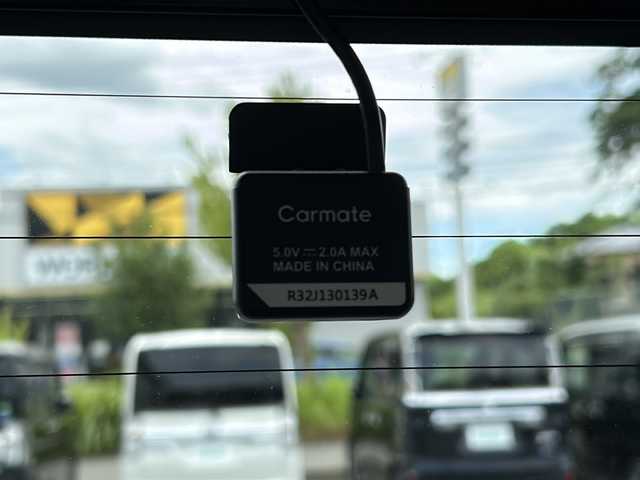 Carmate
5.0V ⎓ 2.0A MAX
MADE IN CHINA
R32J130139A